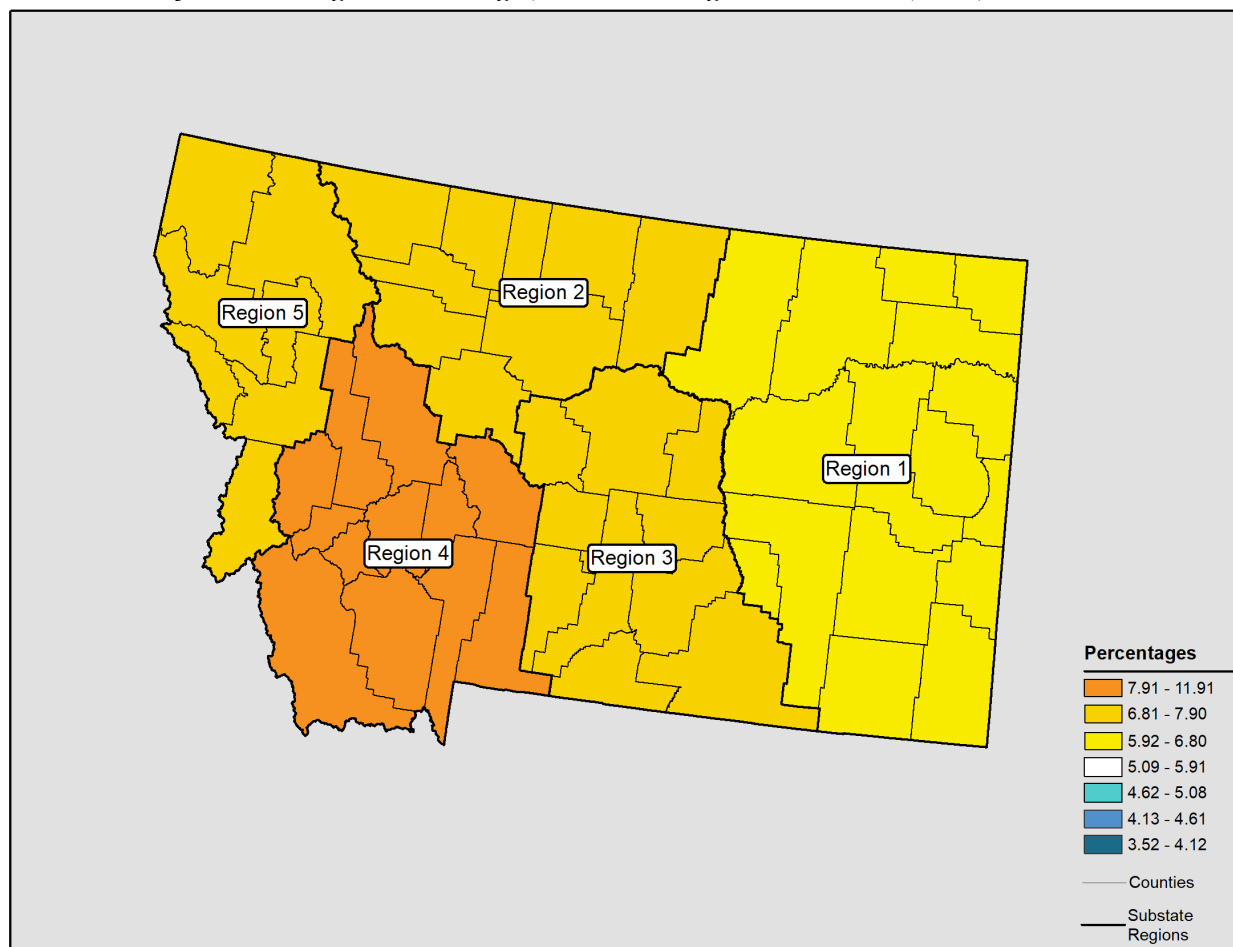 Region 2
Region 5
Region 1
Region 4
Region 3
Percentages
7.91 - 11.91
6.81 - 7.90
5.92 - 6.80
5.09 - 5.91
4.62 - 5.08
4.13 - 4.61
3.52 - 4.12
Counties
Substate
Regions